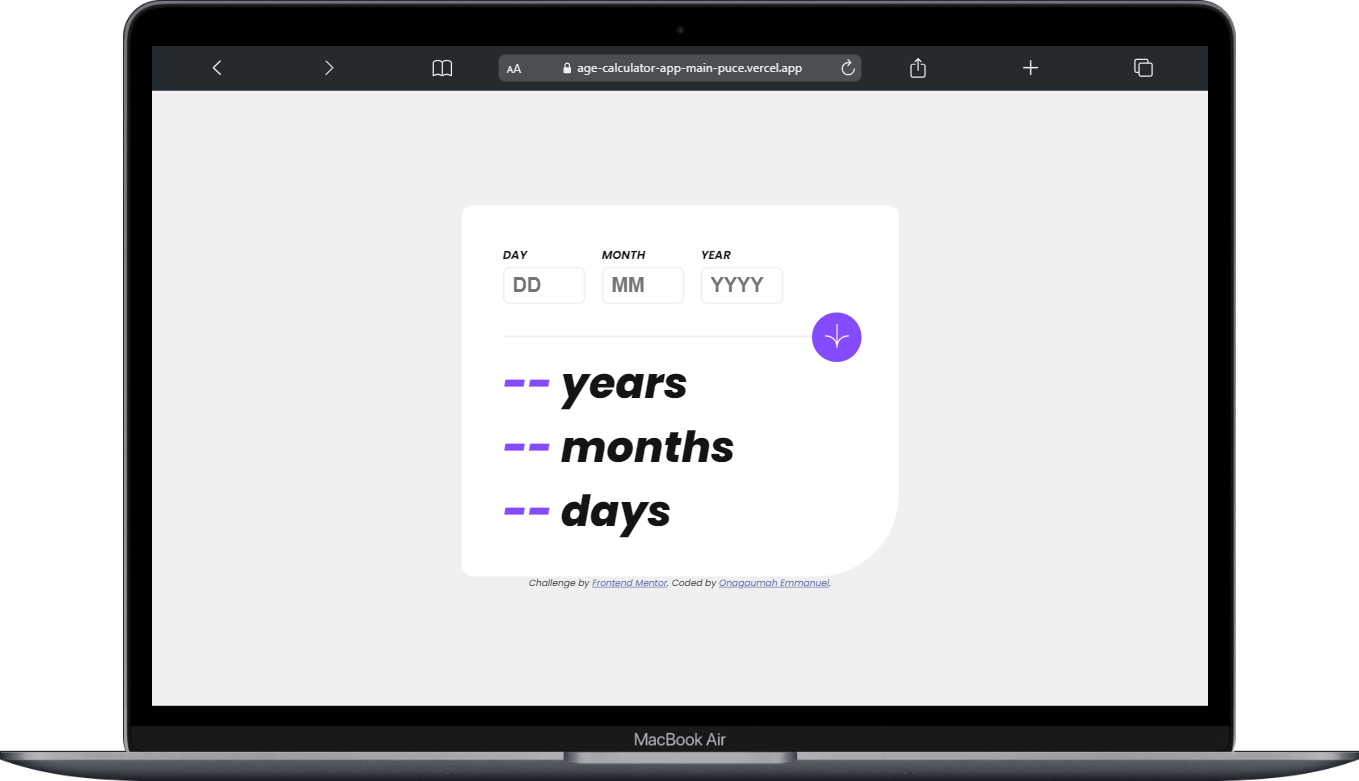 AA age-calculator-app-main-puce.vercel.app
DAY MONTH YEAR
DD MM YYYY
-- years
-- months
-- days
Challenge by Frontend Mentor. Coded by Onagaumah Emmanuel.
MacBook Air